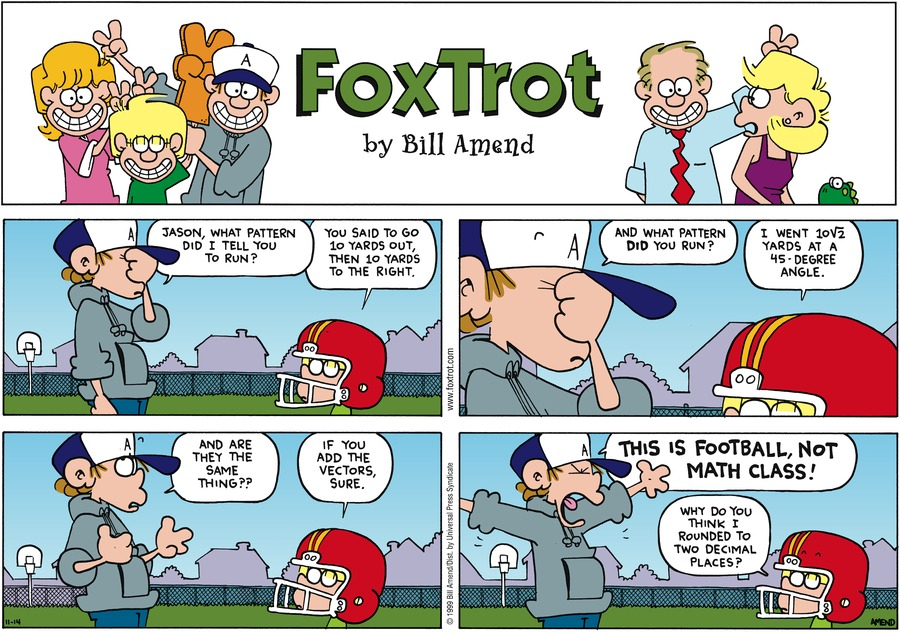 A
FoxTrot
by Bill Amend
A
JASON, WHAT PATTERN
DID I TELL YOU
TO RUN?
YOU SAID TO GO
10 YARDS OUT,
THEN 10 YARDS
TO THE RIGHT.
A
AND WHAT PATTERN
DID YOU RUN?
I WENT 10√2
YARDS AT A
45-DEGREE
ANGLE.
www.foxtrot.com
A
AND ARE
THEY THE
SAME
THING??
IF YOU
ADD THE
VECTORS,
SURE.
11-14
© 1999 Bill Amend/Dist. by Universal Press Syndicate
A
THIS IS FOOTBALL, NOT
MATH CLASS!
WHY DO YOU
THINK I
ROUNDED TO
TWO DECIMAL
PLACES?
AMEND